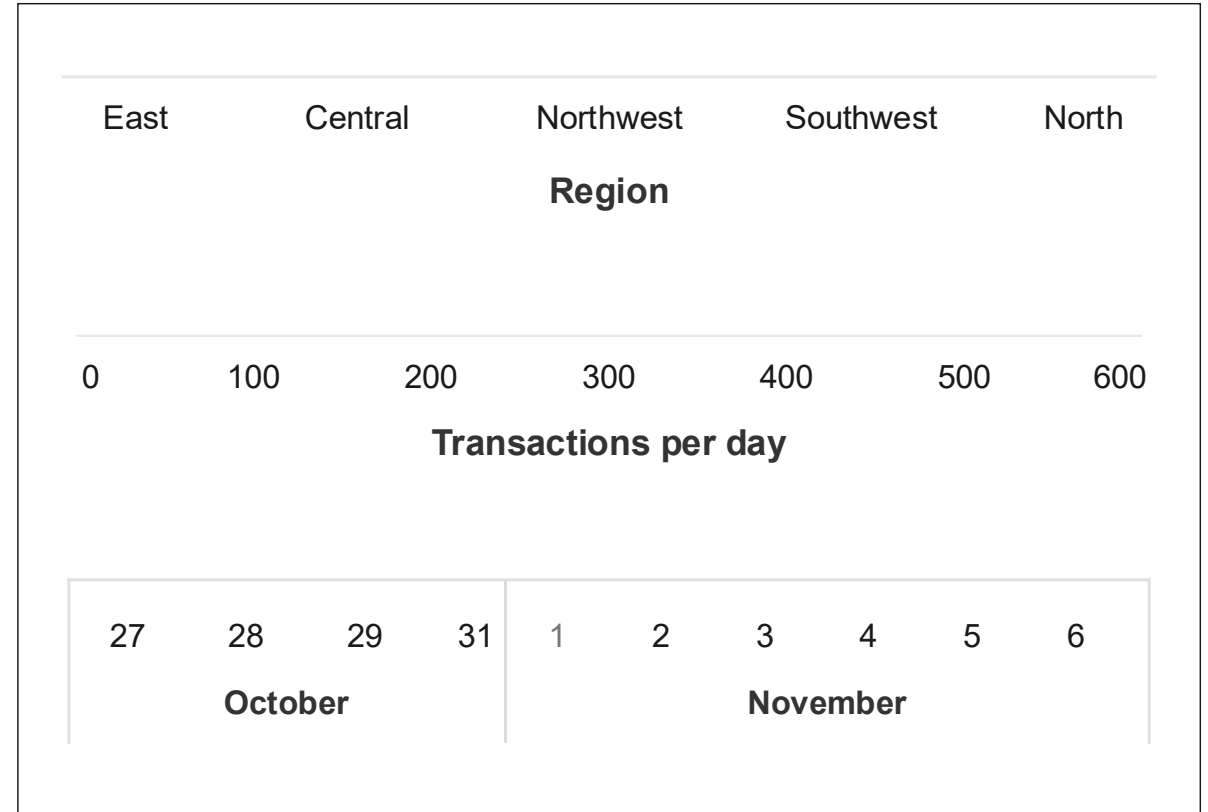 East Central Northwest Southwest North
Region
0 100 200 300 400 500 600
Transactions per day
27 28 29 31 1 2 3 4 5 6
October November